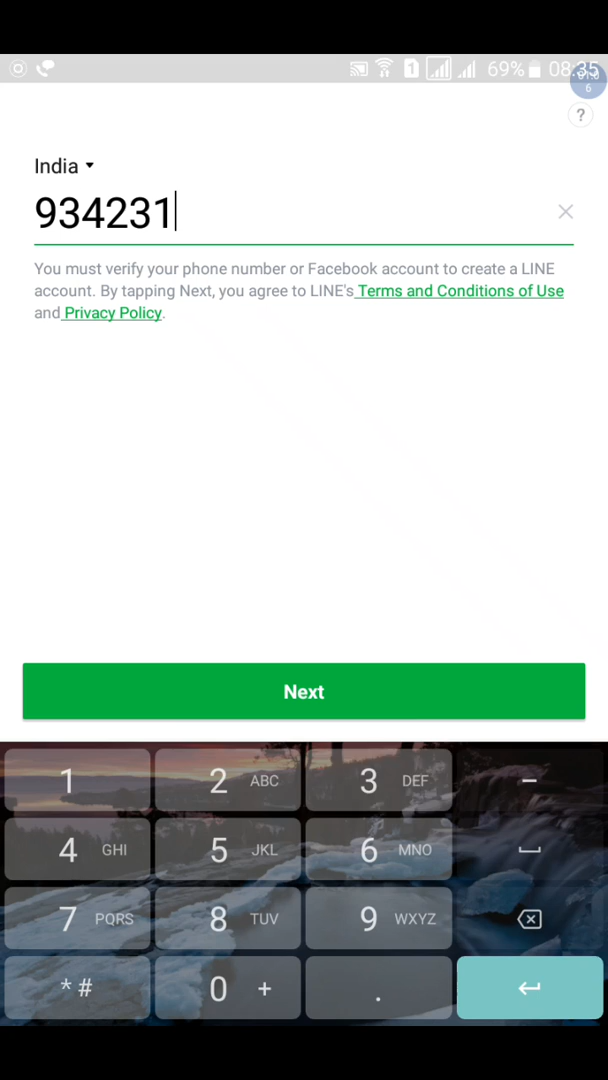 1 69% 08:35
6
?
India
934231
You must verify your phone number or Facebook account to create a LINE
account. By tapping Next, you agree to LINE's Terms and Conditions of Use
and Privacy Policy.
Next
1 2 ABC 3 DEF −
4 GHI 5 JKL 6 MNO
7 PQRS 8 TUV 9 WXYZ
* # 0 + .